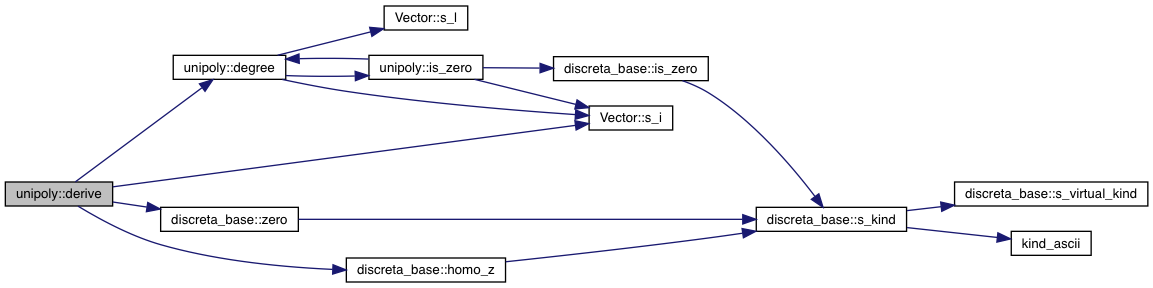 Vector::s_l
unipoly::degree
unipoly::is_zero
discreta_base::is_zero
Vector::s_i
unipoly::derive
discreta_base::zero
discreta_base::s_kind
discreta_base::s_virtual_kind
kind_ascii
discreta_base::homo_z